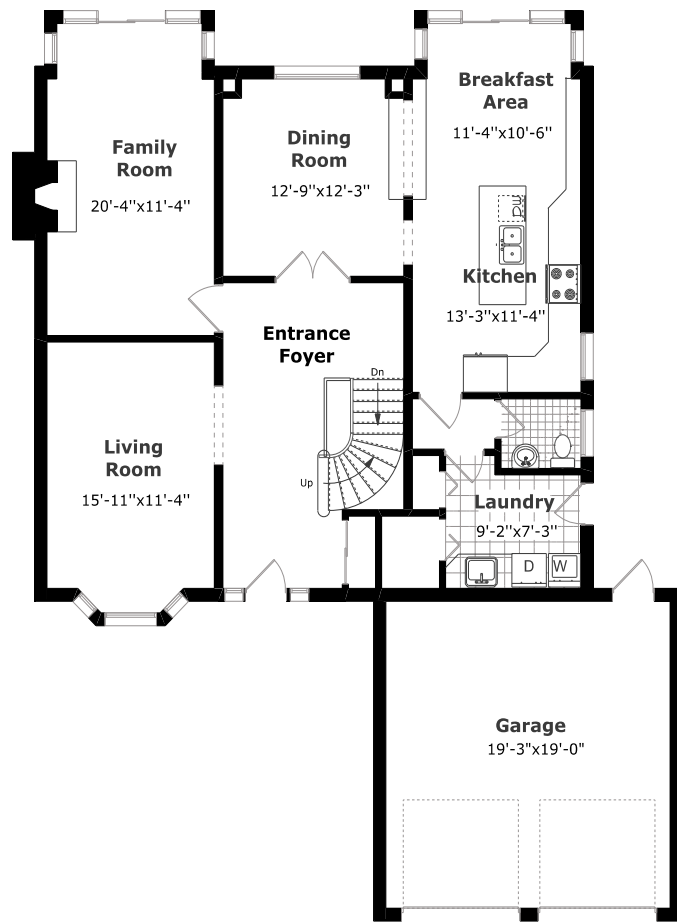 Breakfast
Area
11'-4"x10'-6"
Family
Room
20'-4"x11'-4"
Dining
Room
12'-9"x12'-3"
DW
Kitchen
13'-3"x11'-4"
Entrance
Foyer
Dn
Up
Living
Room
15'-11"x11'-4"
Laundry
9'-2"x7'-3"
D
W
Garage
19'-3"x19'-0"